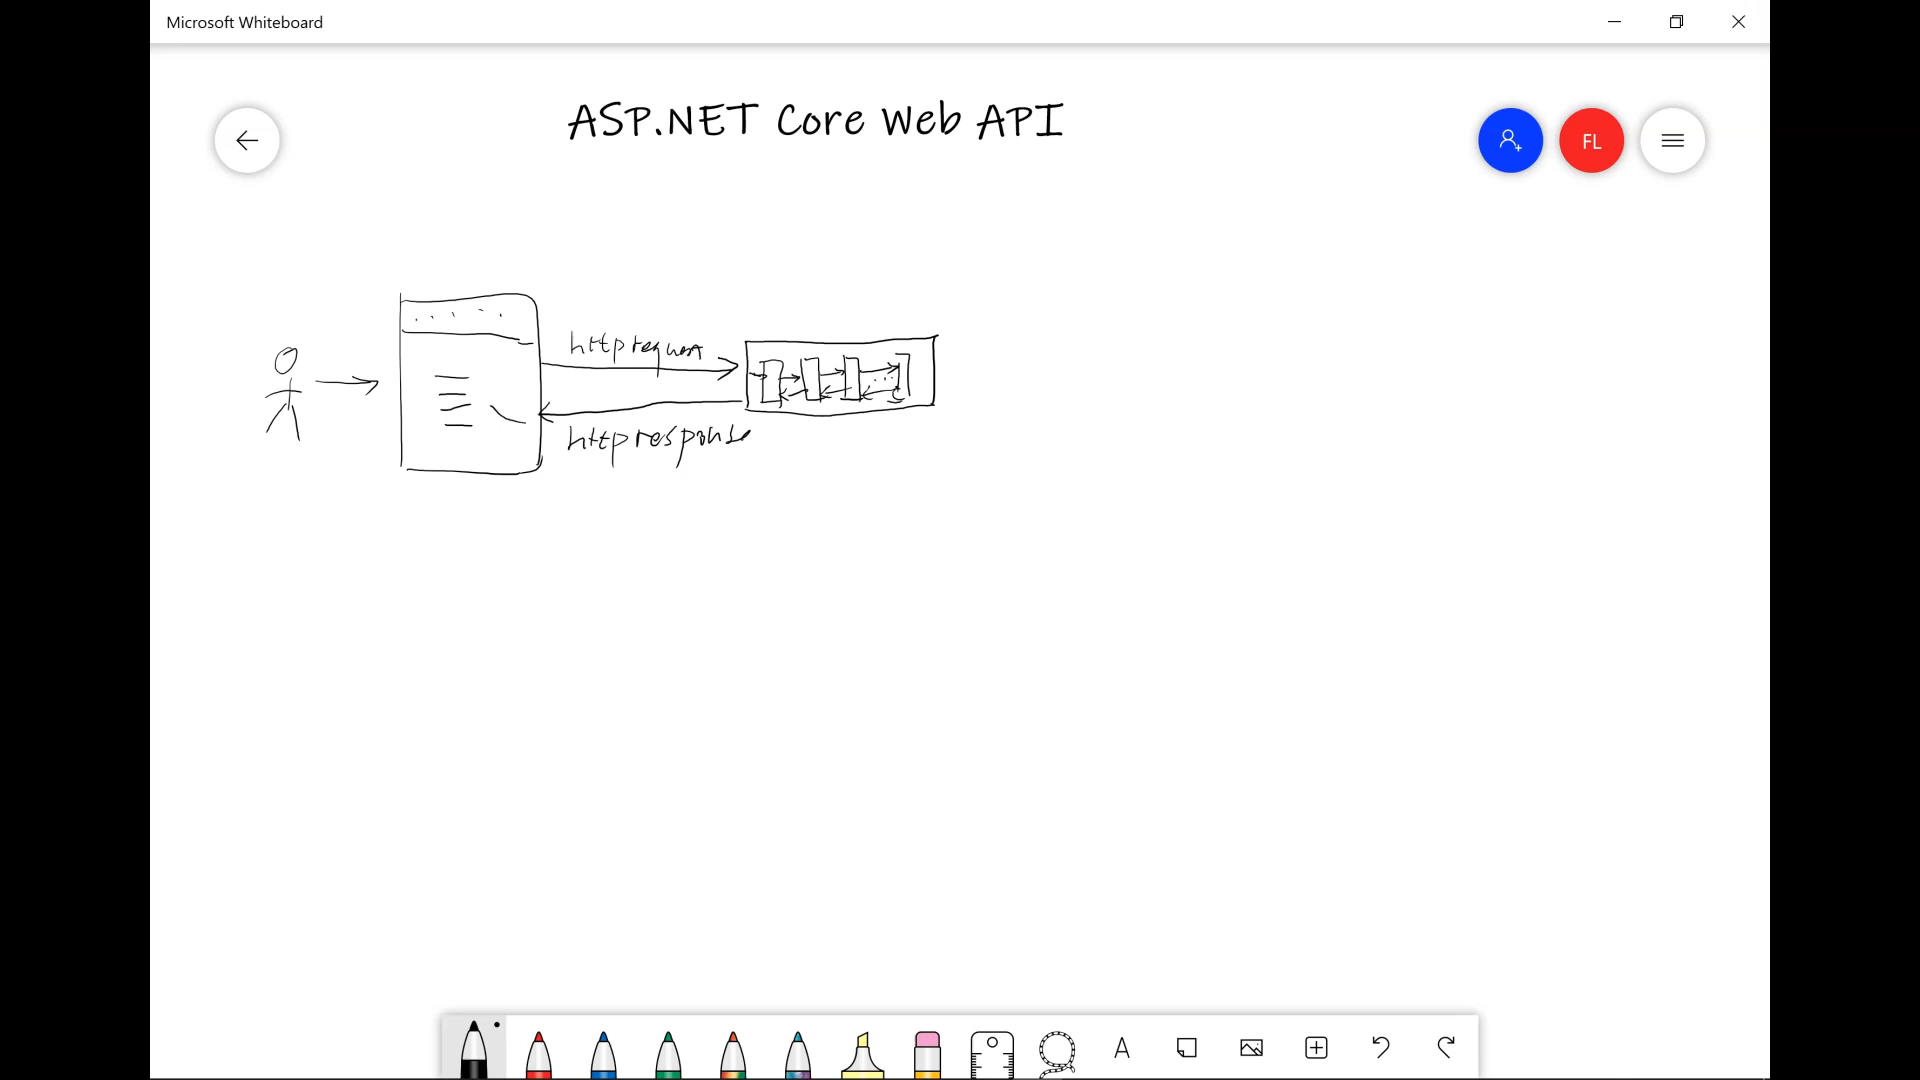 Microsoft Whiteboard
ASP.NET Core Web API
FL
http request
http response
A